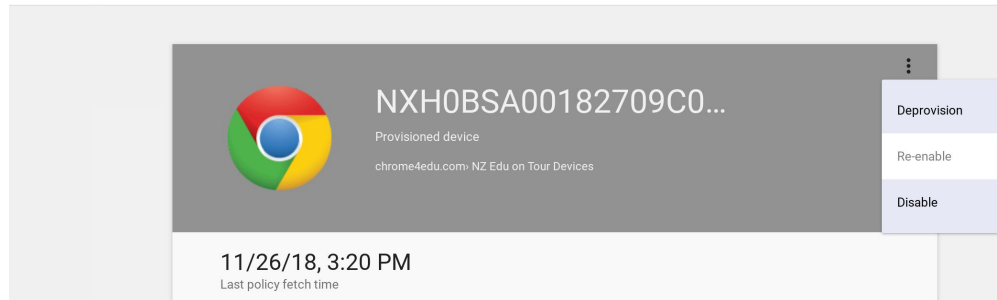 NXH0BSA00182709C0...
Provisioned device
chrome4edu.com› NZ Edu on Tour Devices
Deprovision
Re-enable
Disable
11/26/18, 3:20 PM
Last policy fetch time